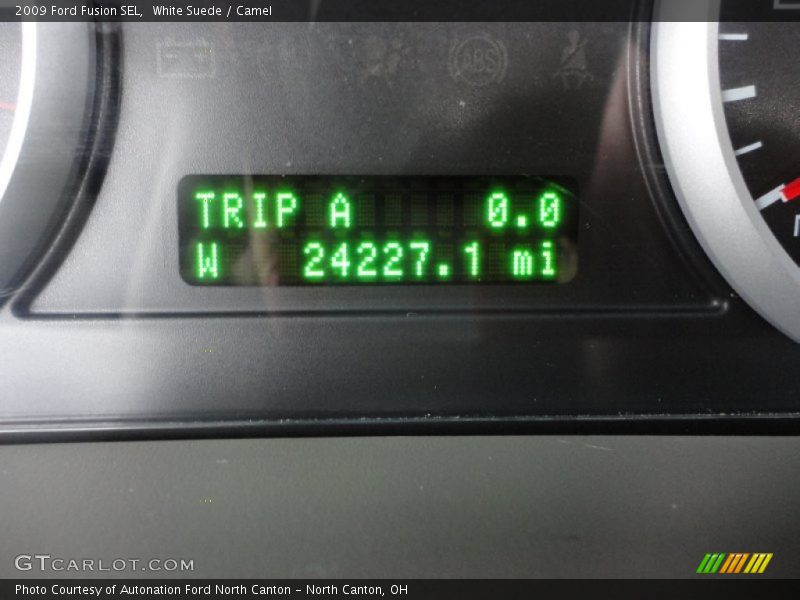 2009 Ford Fusion SEL, White Suede / Camel
ABS
TRIP A 0.0
W 24227.1 mi
GTCARLOT.COM
Photo Courtesy of Autonation Ford North Canton - North Canton, OH